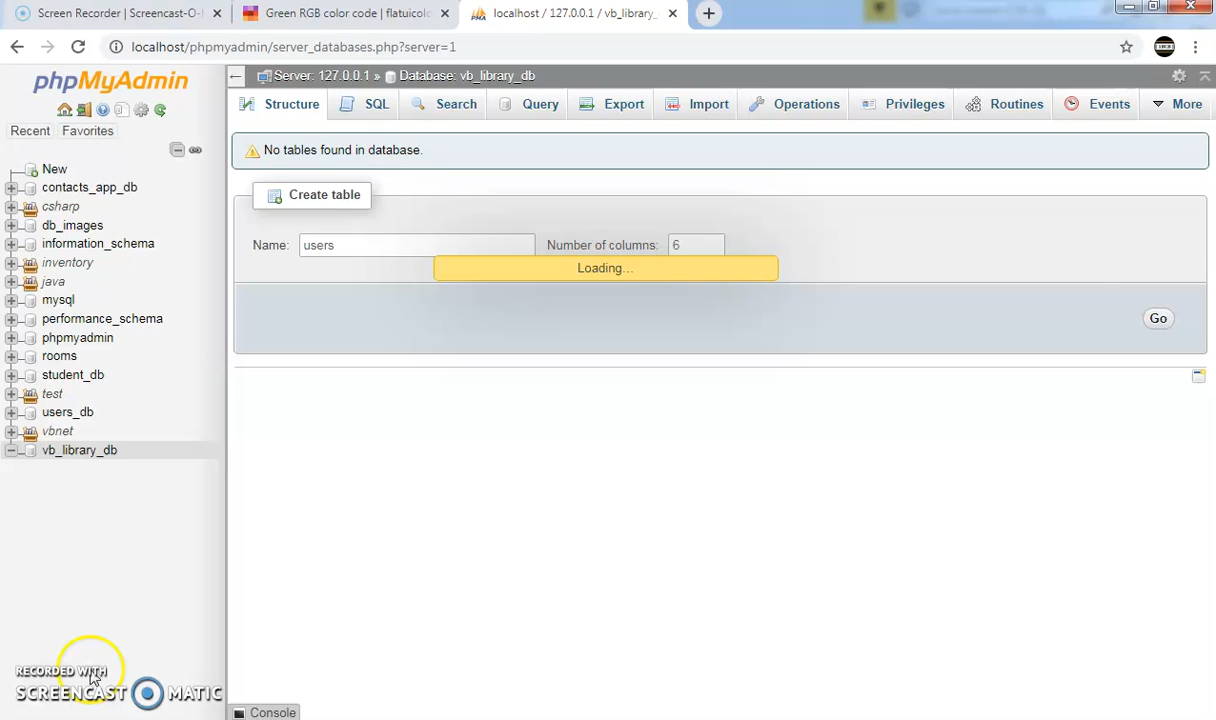 Screen Recorder | Screencast-O-
Green RGB color code | flatuicol
localhost / 127.0.0.1 / vb_library_
localhost/phpmyadmin/server_databases.php?server=1
phpMyAdmin
Server: 127.0.0.1 » Database: vb_library_db
Structure SQL Search Query Export Import Operations Privileges Routines Events More
Recent Favorites
No tables found in database.
New
contacts_app_db
csharp
db_images
information_schema
inventory
java
mysql
performance_schema
phpmyadmin
rooms
student_db
test
users_db
vbnet
vb_library_db
Create table
Name: users Number of columns: 6
Loading...
Go
Console
RECORDED WITH
SCREENCAST MATIC